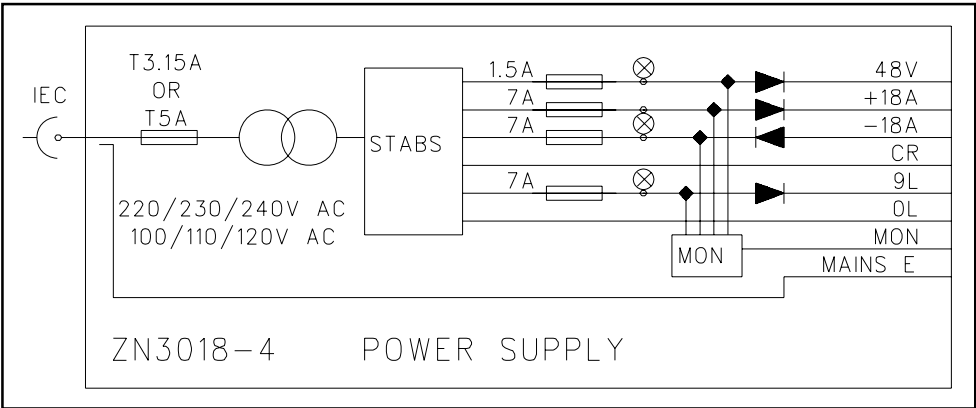 T3.15A
OR
T5A
IEC
STABS
1.5A
7A
7A
7A
48V
+18A
-18A
CR
9L
0L
MON
MON
MAINS E
220/230/240V AC
100/110/120V AC
ZN3018-4 POWER SUPPLY